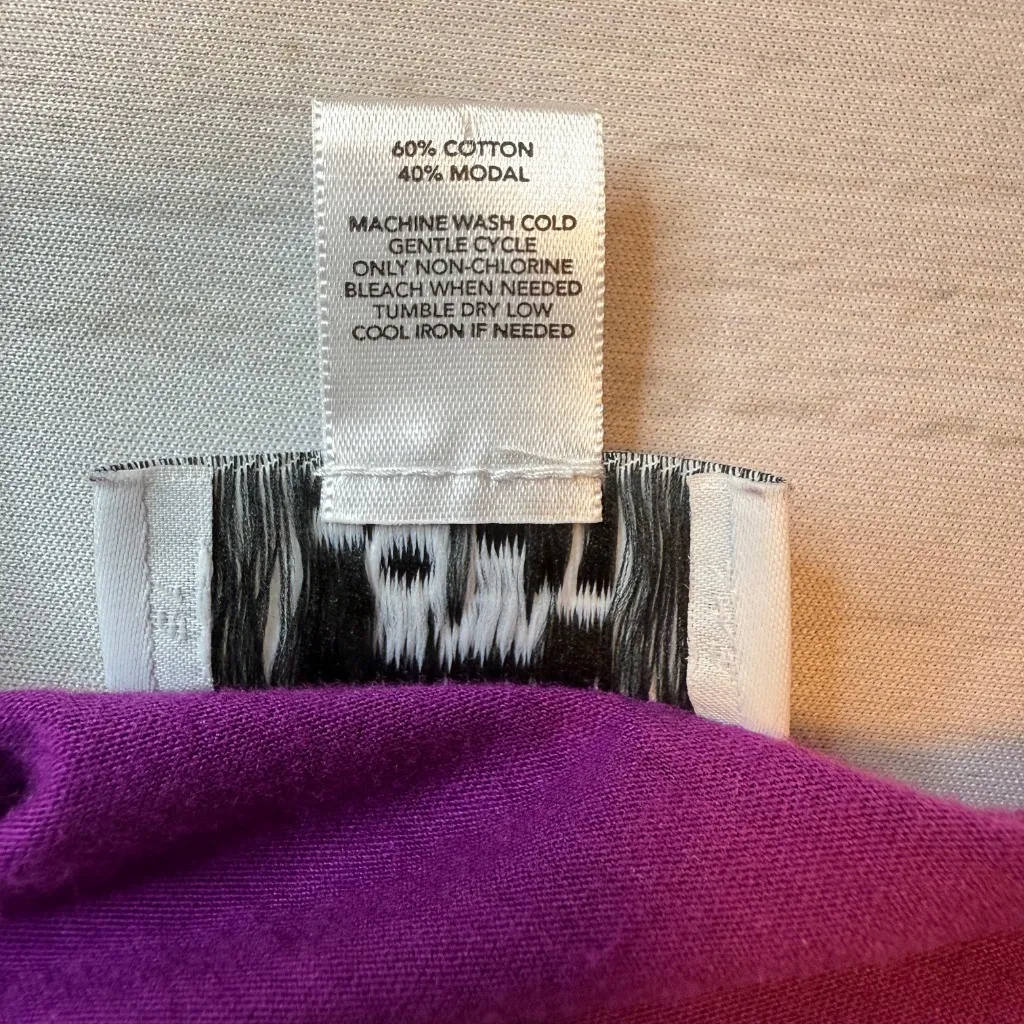 60% COTTON
40% MODAL
MACHINE WASH COLD
GENTLE CYCLE
ONLY NON-CHLORINE
BLEACH WHEN NEEDED
TUMBLE DRY LOW
COOL IRON IF NEEDED